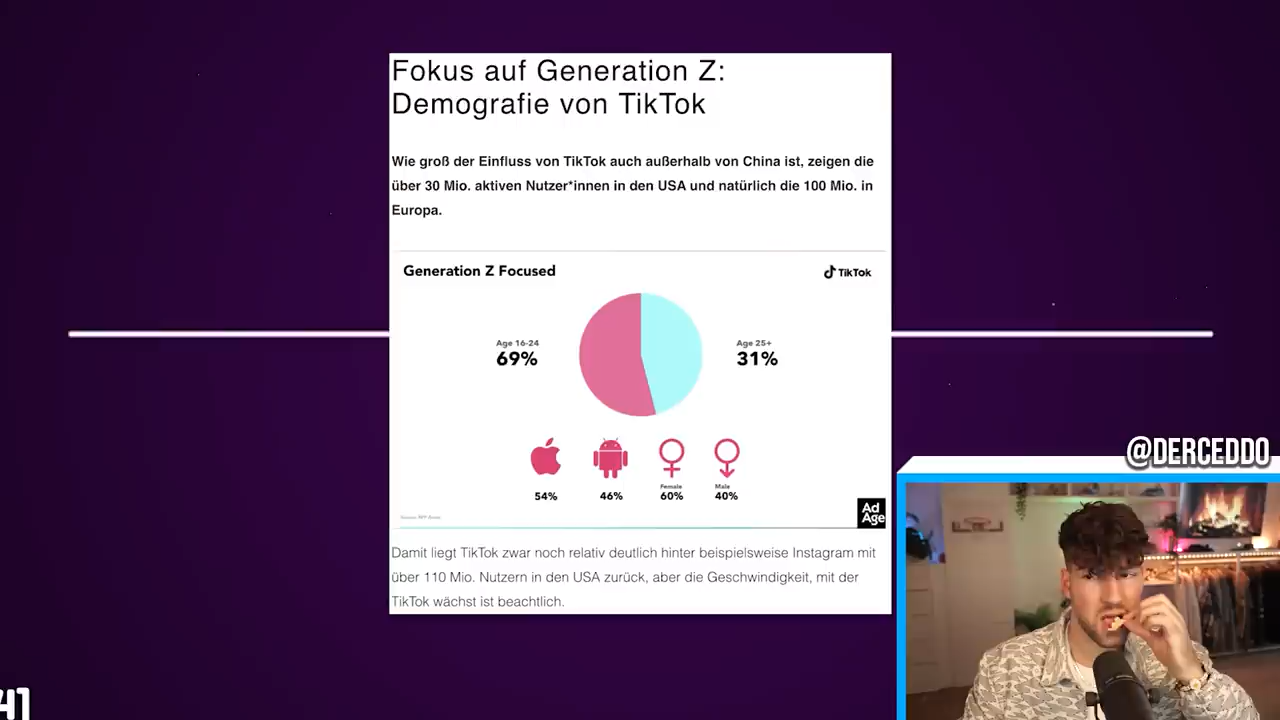 Fokus auf Generation Z:
Demografie von TikTok
Wie groß der Einfluss von TikTok auch außerhalb von China ist, zeigen die
über 30 Mio. aktiven Nutzer*innen in den USA und natürlich die 100 Mio. in
Europa.
Generation Z Focused
TikTok
Age 16-24
69%
Age 25+
31%
54%
46%
Female
60%
Male
40%
Ad
Age
Damit liegt TikTok zwar noch relativ deutlich hinter beispielsweise Instagram mit
über 110 Mio. Nutzern in den USA zurück, aber die Geschwindigkeit, mit der
TikTok wächst ist beachtlich.
@DERCEDDO
41